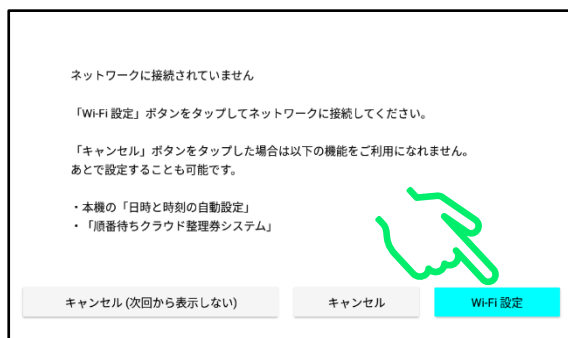 ネットワークに接続されていません
「Wi-Fi 設定」ボタンをタップしてネットワークに接続してください。
「キャンセル」ボタンをタップした場合は以下の機能をご利用になれません。
あとで設定することも可能です。
・本機の「日時と時刻の自動設定」
・「順番待ちクラウド整理券システム」
キャンセル (次回から表示しない)
キャンセル
Wi-Fi 設定